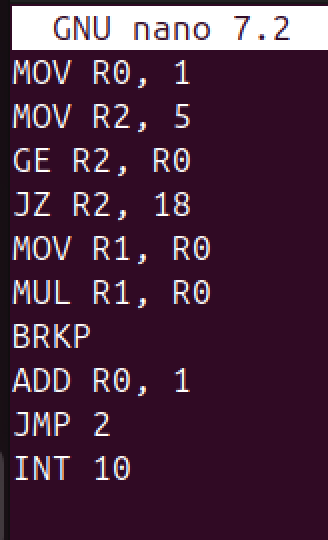 GNU nano 7.2
MOV R0, 1
MOV R2, 5
GE R2, R0
JZ R2, 18
MOV R1, R0
MUL R1, R0
BRKP
ADD R0, 1
JMP 2
INT 10